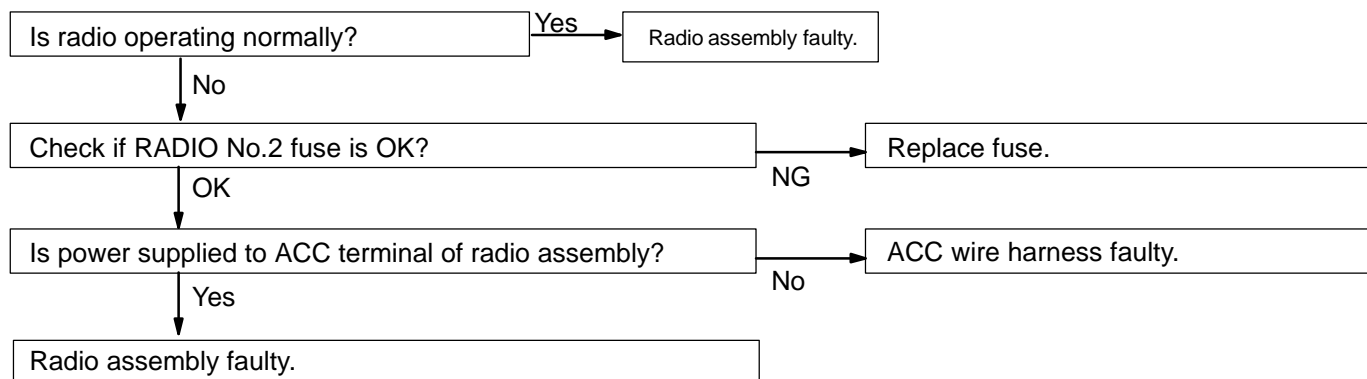 Is radio operating normally?
Yes
Radio assembly faulty.
No
Check if RADIO No.2 fuse is OK?
NG
Replace fuse.
OK
Is power supplied to ACC terminal of radio assembly?
No
ACC wire harness faulty.
Yes
Radio assembly faulty.